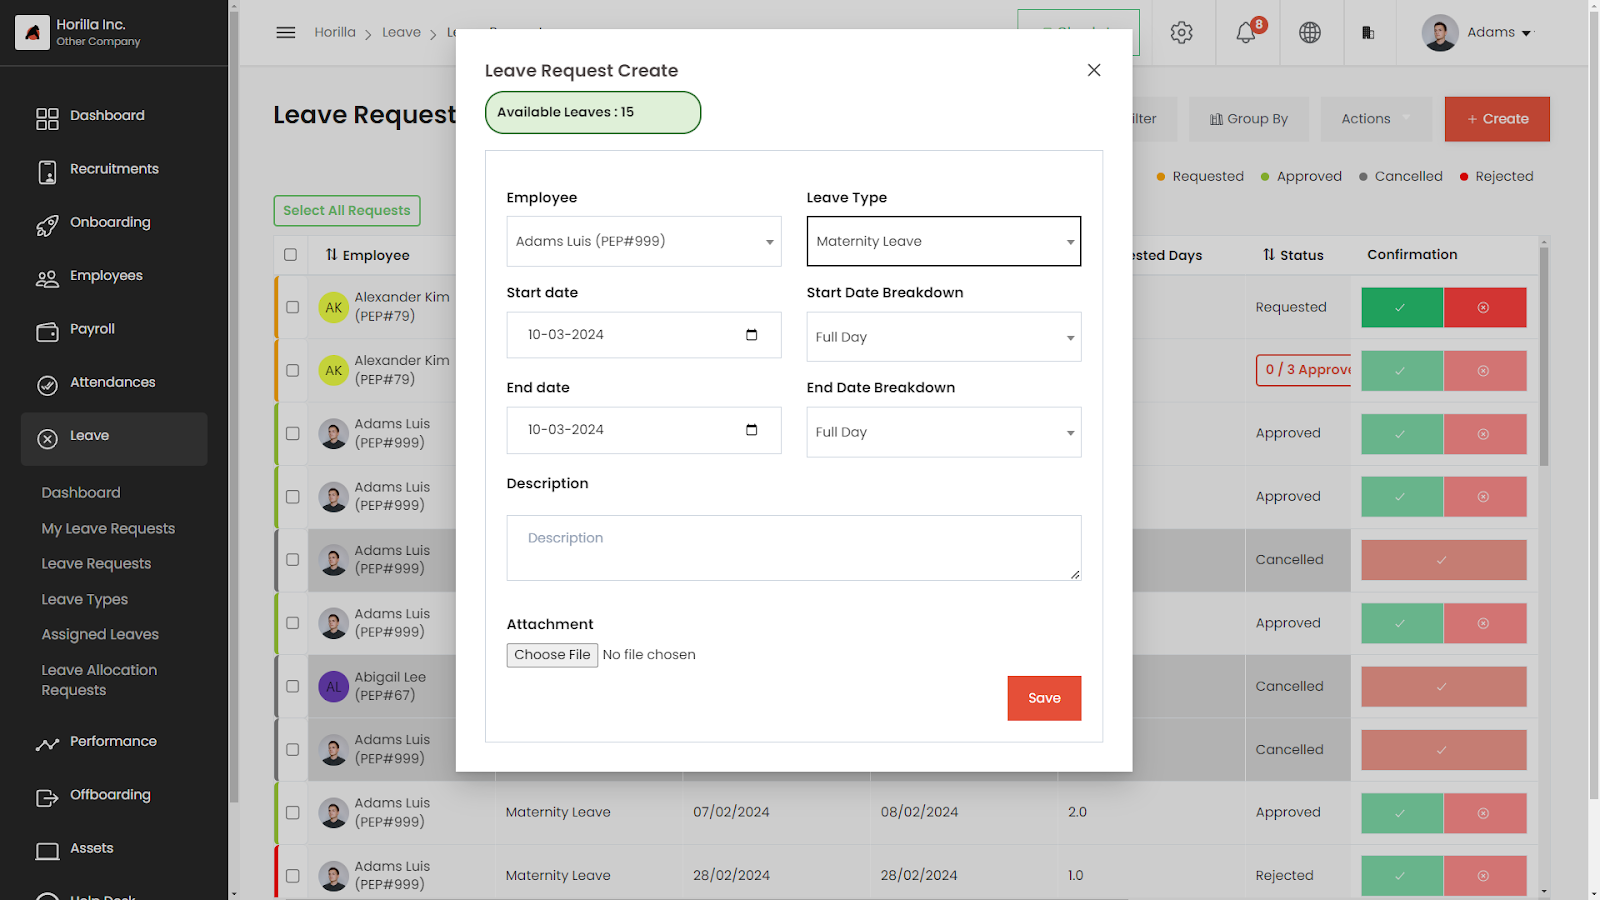 Horilla Inc.
Other Company
Dashboard
Recruitments
Onboarding
Employees
Payroll
Attendances
Leave
Dashboard
My Leave Requests
Leave Requests
Leave Types
Assigned Leaves
Leave Allocation
Requests
Performance
Offboarding
Assets
Horilla
Leave
8
Adams
Leave Request
Group By
Actions
+ Create
Requested
Approved
Cancelled
Rejected
Select All Requests
Employee
Days
Status
Confirmation
AK
Alexander Kim
(PEP#79)
Requested
AK
Alexander Kim
(PEP#79)
0 / 3
Adams Luis
(PEP#999)
Approved
Adams Luis
(PEP#999)
Approved
Adams Luis
(PEP#999)
Cancelled
Adams Luis
(PEP#999)
Approved
AL
Abigail Lee
(PEP#67)
Cancelled
Adams Luis
(PEP#999)
Cancelled
Adams Luis
(PEP#999)
Maternity Leave
07/02/2024
08/02/2024
2.0
Approved
Adams Luis
(PEP#999)
Maternity Leave
28/02/2024
28/02/2024
1.0
Rejected
Leave Request Create
Available Leaves : 15
Employee
Leave Type
Adams Luis (PEP#999)
Maternity Leave
Start date
Start Date Breakdown
10-03-2024
Full Day
End date
End Date Breakdown
10-03-2024
Full Day
Description
Description
Attachment
Choose File No file chosen
Save